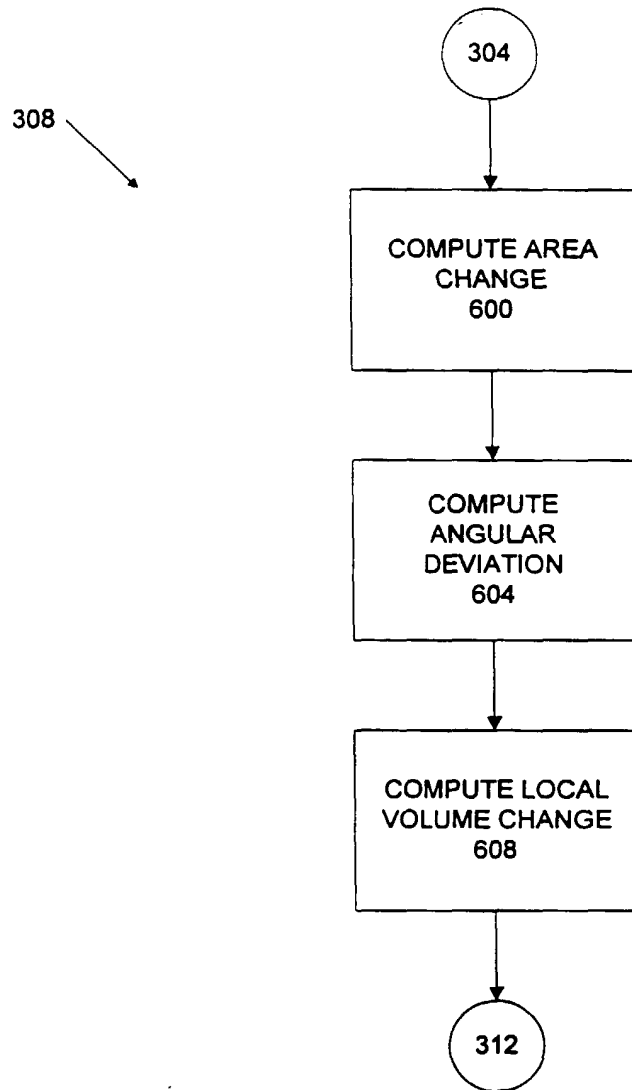 304
308
COMPUTE AREA
CHANGE
600
COMPUTE
ANGULAR
DEVIATION
604
COMPUTE LOCAL
VOLUME CHANGE
608
312